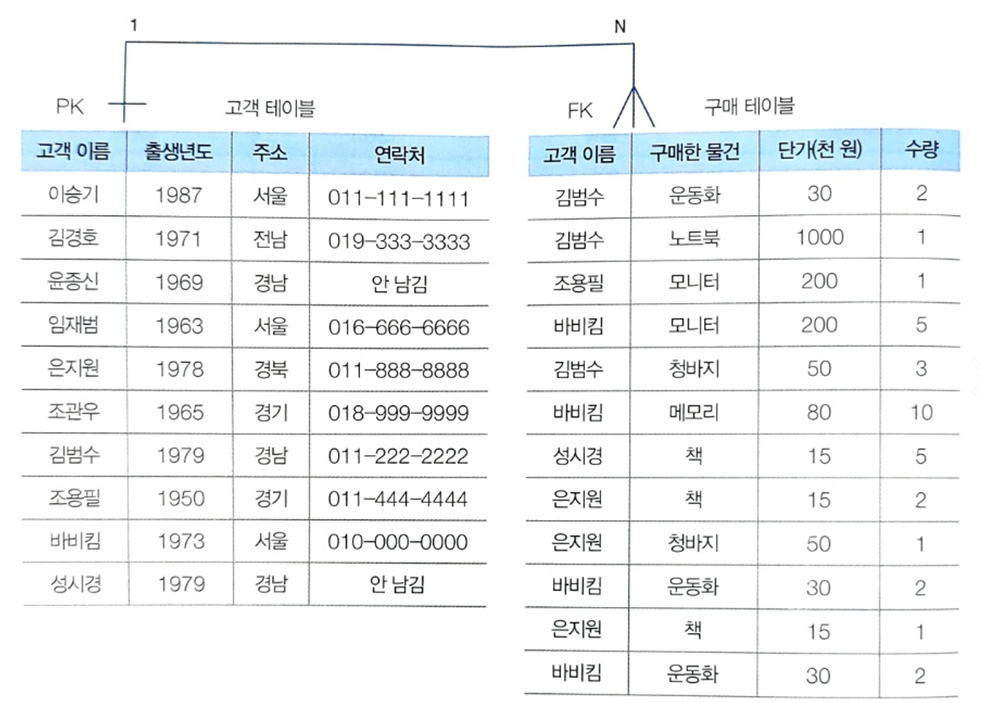 1 N
PK 고객 테이블 FK 구매 테이블
고객 이름 출생년도 주소 연락처 고객 이름 구매한 물건 단가(천 원) 수량
이승기 1987 서울 011-111-1111 김범수 운동화 30 2
김경호 1971 전남 019-333-3333 김범수 노트북 1000 1
윤종신 1969 경남 안 남김 조용필 모니터 200 1
임재범 1963 서울 016-666-6666 바비킴 모니터 200 5
은지원 1978 경북 011-888-8888 김범수 청바지 50 3
조관우 1965 경기 018-999-9999 바비킴 메모리 80 10
김범수 1979 경남 011-222-2222 성시경 책 15 5
조용필 1950 경기 011-444-4444 은지원 책 15 2
바비킴 1973 서울 010-000-0000 은지원 청바지 50 1
성시경 1979 경남 안 남김 바비킴 운동화 30 2
은지원 책 15 1
바비킴 운동화 30 2